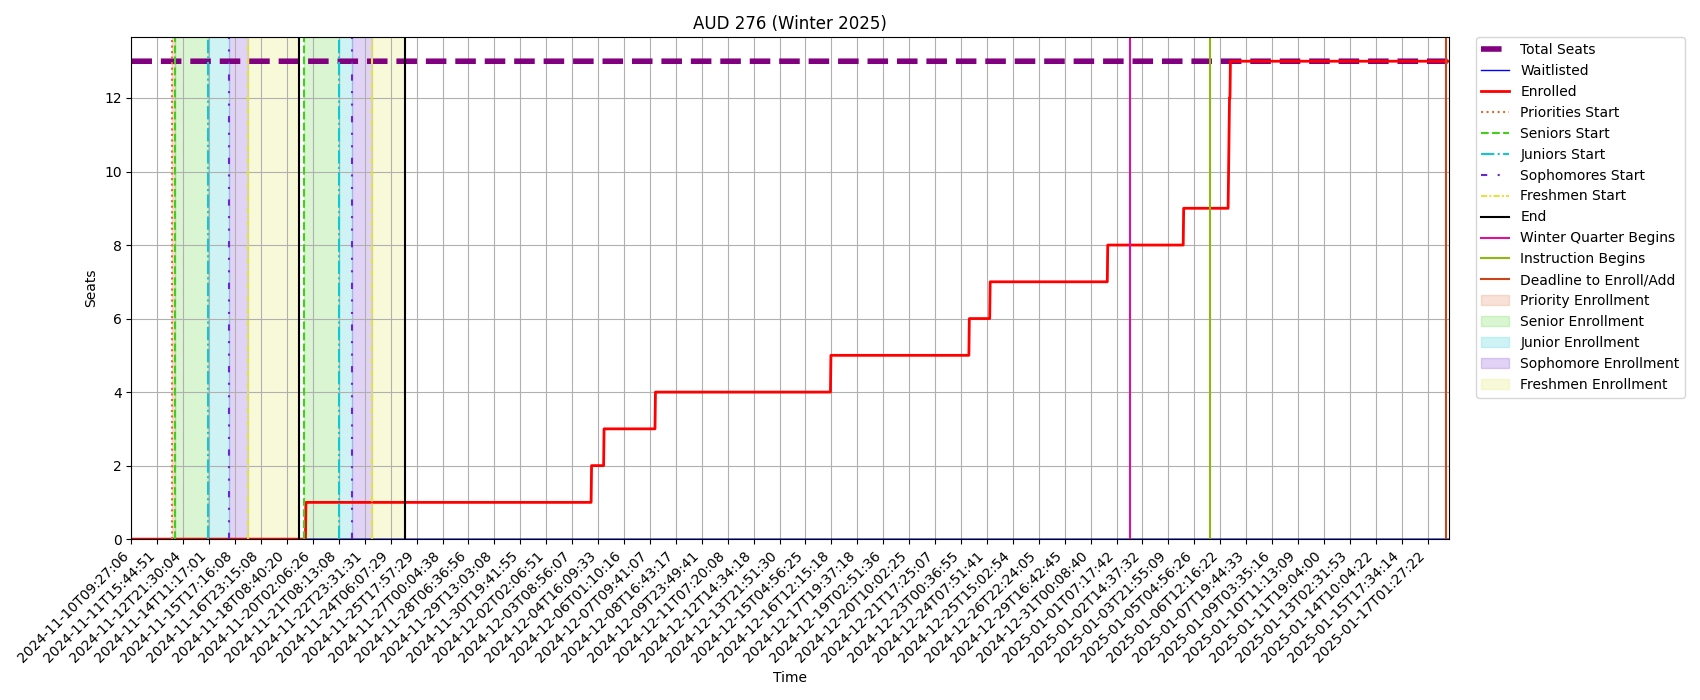 AUD 276 (Winter 2025)
Seats
12
10
8
6
4
2
0
2024-11-10T09:27:06
2024-11-11T15:44:51
2024-11-12T21:30:04
2024-11-14T11:17:01
2024-11-15T17:16:08
2024-11-16T23:15:08
2024-11-18T08:40:20
2024-11-20T02:06:26
2024-11-21T08:13:08
2024-11-22T23:31:31
2024-11-24T06:07:29
2024-11-25T17:57:29
2024-11-27T00:04:38
2024-11-28T06:36:56
2024-11-29T13:03:08
2024-11-30T19:41:55
2024-12-02T02:06:51
2024-12-03T08:56:07
2024-12-04T16:09:33
2024-12-06T01:10:16
2024-12-07T09:41:07
2024-12-08T16:43:17
2024-12-09T23:49:41
2024-12-11T07:20:08
2024-12-12T14:34:18
2024-12-13T21:51:30
2024-12-15T04:56:25
2024-12-16T12:15:18
2024-12-17T19:37:18
2024-12-19T02:51:36
2024-12-20T10:02:25
2024-12-21T17:25:07
2024-12-23T00:36:55
2024-12-24T07:51:41
2024-12-25T15:02:54
2024-12-26T22:24:05
2024-12-29T16:42:45
2024-12-31T00:08:40
2025-01-01T07:17:42
2025-01-02T14:37:32
2025-01-03T21:55:09
2025-01-05T04:56:26
2025-01-06T12:16:22
2025-01-07T19:44:33
2025-01-09T03:35:16
2025-01-10T11:13:09
2025-01-11T19:04:00
2025-01-13T02:31:53
2025-01-14T10:04:22
2025-01-15T17:34:14
2025-01-17T01:27:22
Time
Total Seats
Waitlisted
Enrolled
Priorities Start
Seniors Start
Juniors Start
Sophomores Start
Freshmen Start
End
Winter Quarter Begins
Instruction Begins
Deadline to Enroll/Add
Priority Enrollment
Senior Enrollment
Junior Enrollment
Sophomore Enrollment
Freshmen Enrollment